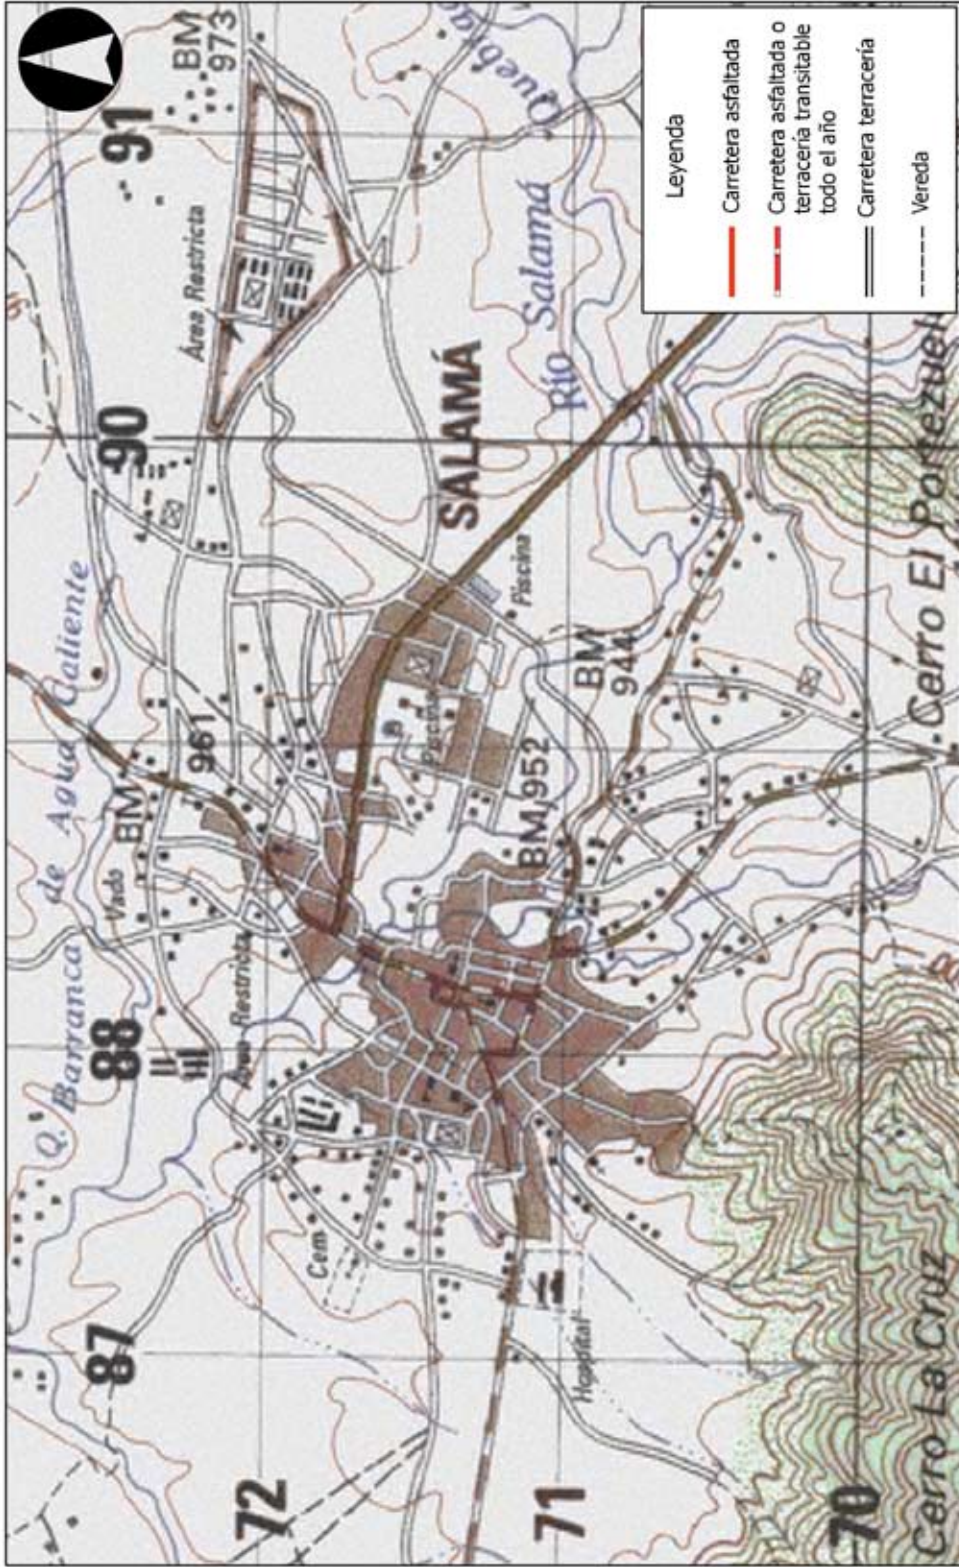 91
BM
973
Quebrada
Área Restricta
90
SALAMÁ
Río Salamá
Q. Barranca de Agua Caliente
Vado
BM
961
Piscina
BM
944
BM 952
88
Área Restricta
Cem
87
Hospital
72
71
70
Cerro La Cruz
Cerro El Portezuelo
Leyenda
Carretera asfaltada
Carretera asfaltada o
terracería transitable
todo el año
Carretera terracería
Vereda